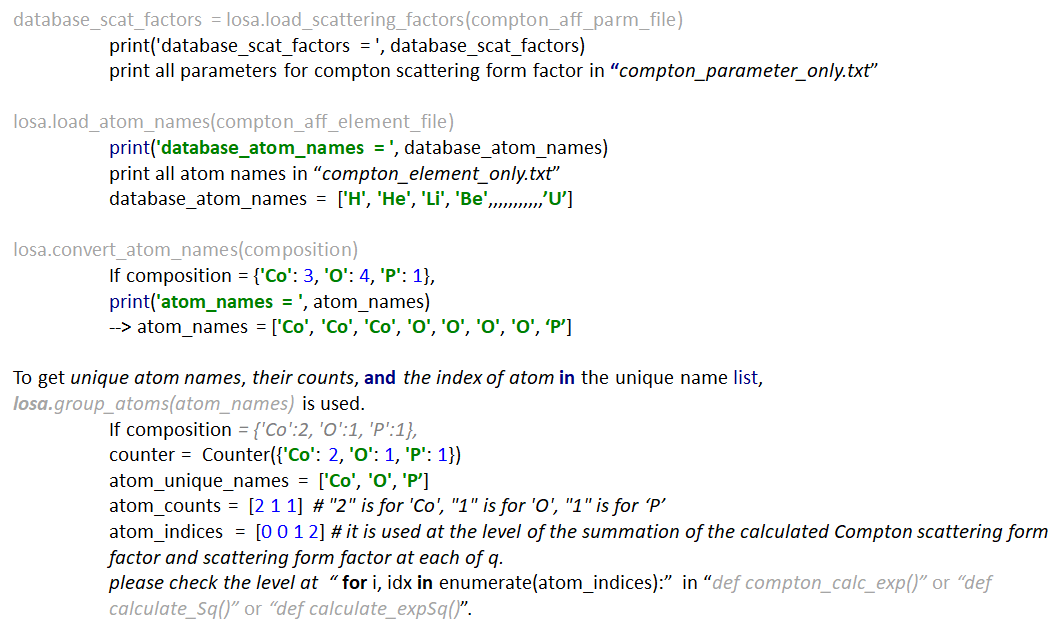 database_scat_factors = losa.load_scattering_factors(compton_aff_parm_file)
print('database_scat_factors = ', database_scat_factors)
print all parameters for compton scattering form factor in “compton_parameter_only.txt”
losa.load_atom_names(compton_aff_element_file)
print('database_atom_names = ', database_atom_names)
print all atom names in “compton_element_only.txt”
database_atom_names = ['H', 'He', 'Li', 'Be',,,,,,,,,,,’U’]
losa.convert_atom_names(composition)
If composition = {'Co': 3, 'O': 4, 'P': 1},
print('atom_names = ', atom_names)
--> atom_names = ['Co', 'Co', 'Co', 'O', 'O', 'O', 'O', ‘P’]
To get unique atom names, their counts, and the index of atom in the unique name list,
losa.group_atoms(atom_names) is used.
If composition = {'Co':2, 'O':1, 'P':1},
counter = Counter({'Co': 2, 'O': 1, 'P': 1})
atom_unique_names = ['Co', 'O', 'P’]
atom_counts = [2 1 1] # "2" is for 'Co', "1" is for 'O', "1" is for ‘P’
atom_indices = [0 0 1 2] # it is used at the level of the summation of the calculated Compton scattering form
factor and scattering form factor at each of q.
please check the level at “ for i, idx in enumerate(atom_indices):” in “def compton_calc_exp()” or “def
calculate_Sq()” or “def calculate_expSq()”.